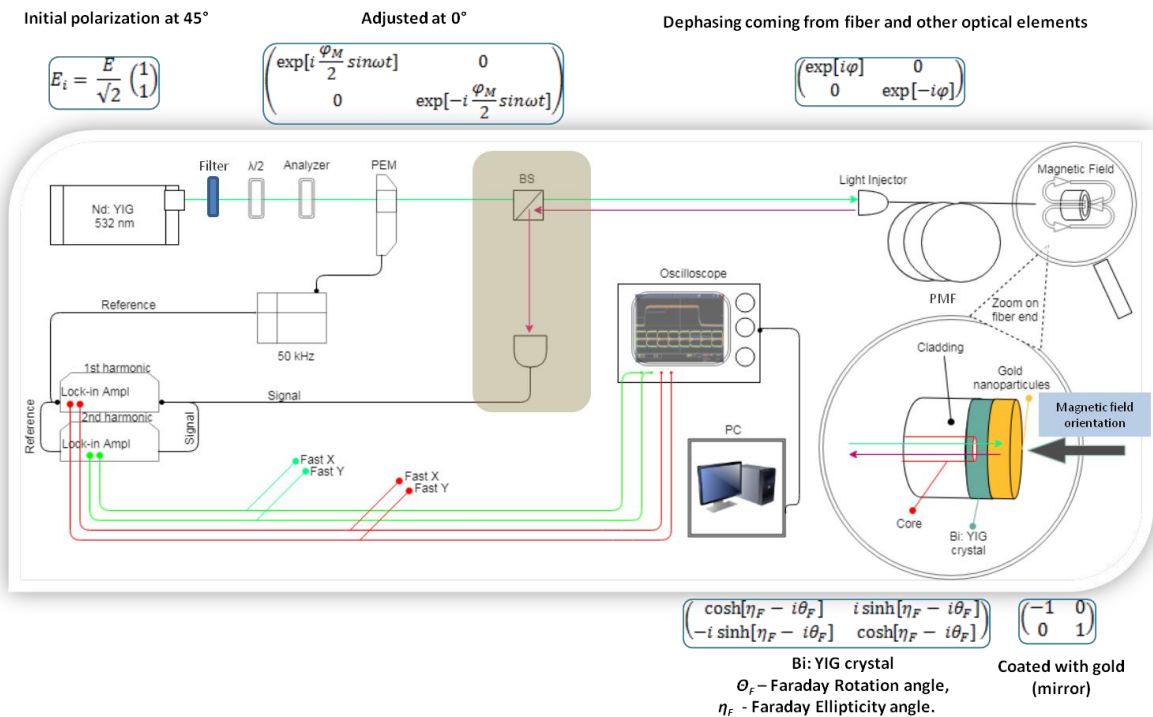 Initial polarization at 45°
Adjusted at 0°
Dephasing coming from fiber and other optical elements
E_i = E/√2 (1 1)
(exp[i φ_M/2 sinωt] 0
0 exp[−i φ_M/2 sinωt])
(exp[iφ] 0
0 exp[−iφ])
Filter
λ/2
Analyzer
PEM
BS
Light Injector
Magnetic Field
Nd: YIG
532 nm
Oscilloscope
Reference
PMF
Zoom on
fiber end
50 kHz
Cladding
1st harmonic
Gold
nanoparticules
Lock-in Ampl
Signal
Magnetic field
orientation
2nd harmonic
Reference
Signal
Lock-in Ampl
PC
Fast X
Fast Y
Fast X
Fast Y
Core
Bi: YIG
crystal
(cosh[η_F − iθ_F] i sinh[η_F − iθ_F]
−i sinh[η_F − iθ_F] cosh[η_F − iθ_F])
(−1 0
0 1)
Bi: YIG crystal
Θ_F – Faraday Rotation angle,
η_F - Faraday Ellipticity angle.
Coated with gold
(mirror)